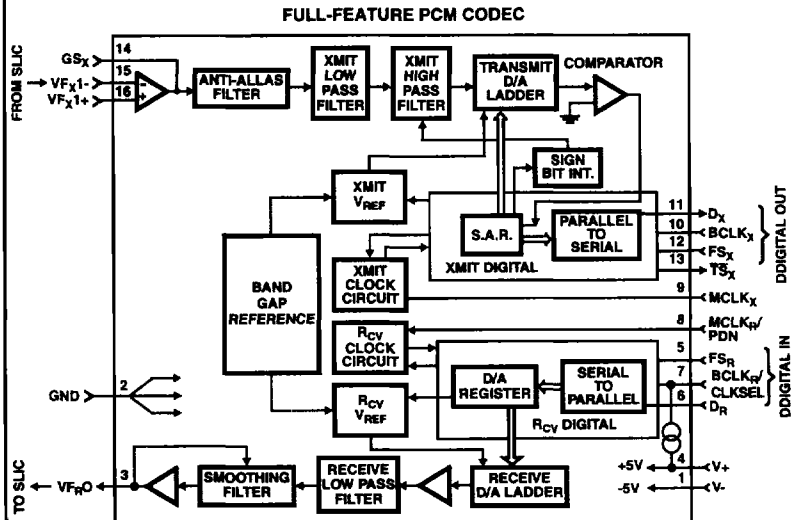 FULL-FEATURE PCM CODEC
FROM SLIC
GSX
14
VFX1-
15
VFX1+
16
-
+
ANTI-ALLAS
FILTER
XMIT
LOW
PASS
FILTER
XMIT
HIGH
PASS
FILTER
TRANSMIT
D/A
LADDER
COMPARATOR
SIGN
BIT INT.
XMIT
VREF
S.A.R.
PARALLEL
TO
SERIAL
XMIT DIGITAL
11
DX
10
BCLKX
12
FSX
13
TSX
DDIGITAL OUT
BAND
GAP
REFERENCE
XMIT
CLOCK
CIRCUIT
9
MCLKX
RCV
CLOCK
CIRCUIT
8
MCLKR/
PDN
5
FSR
7
BCLKR/
CLKSEL
6
DR
DDIGITAL IN
D/A
REGISTER
SERIAL
TO
PARALLEL
RCV DIGITAL
GND
2
RCV
VREF
+5V
4
V+
-5V
1
V-
TO SLIC
VFRO
3
SMOOTHING
FILTER
RECEIVE
LOW PASS
FILTER
RECEIVE
D/A LADDER